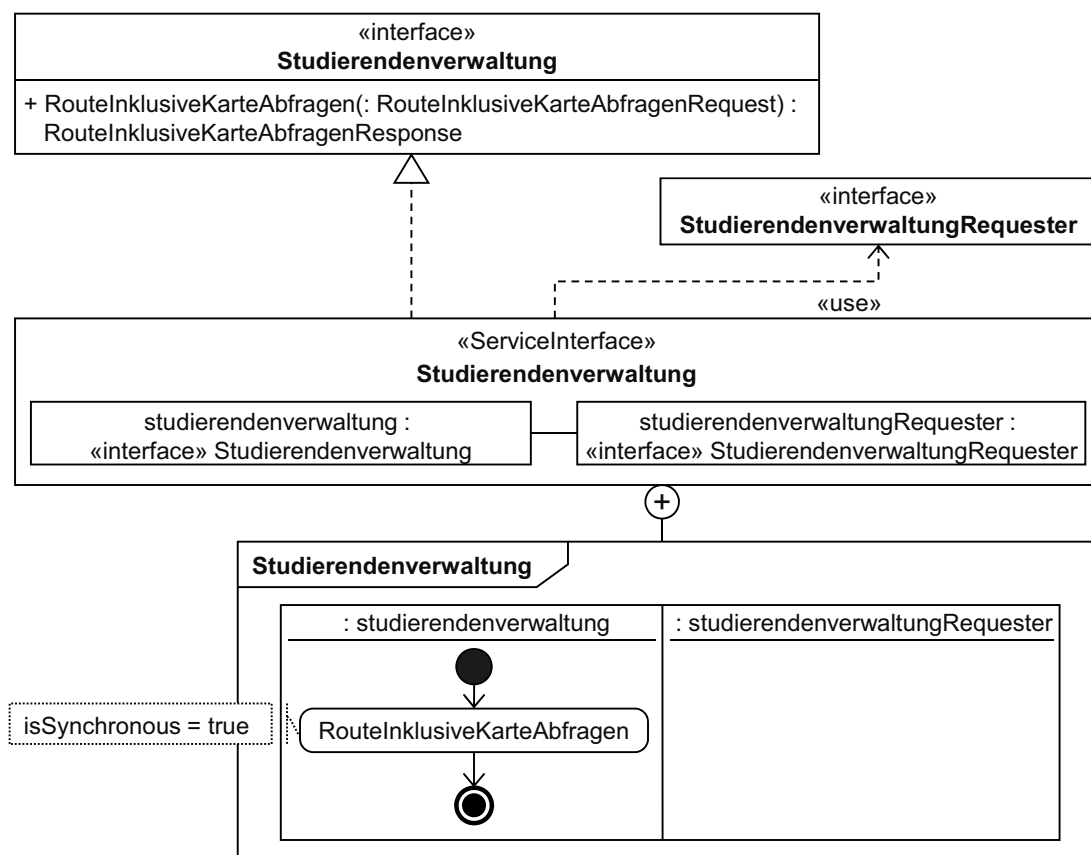 «interface»
Studierendenverwaltung
+ RouteInklusiveKarteAbfragen(: RouteInklusiveKarteAbfragenRequest) :
RouteInklusiveKarteAbfragenResponse
«interface»
StudierendenverwaltungRequester
«use»
«ServiceInterface»
Studierendenverwaltung
studierendenverwaltung :
«interface» Studierendenverwaltung
studierendenverwaltungRequester :
«interface» StudierendenverwaltungRequester
+
Studierendenverwaltung
: studierendenverwaltung
: studierendenverwaltungRequester
isSynchronous = true
RouteInklusiveKarteAbfragen